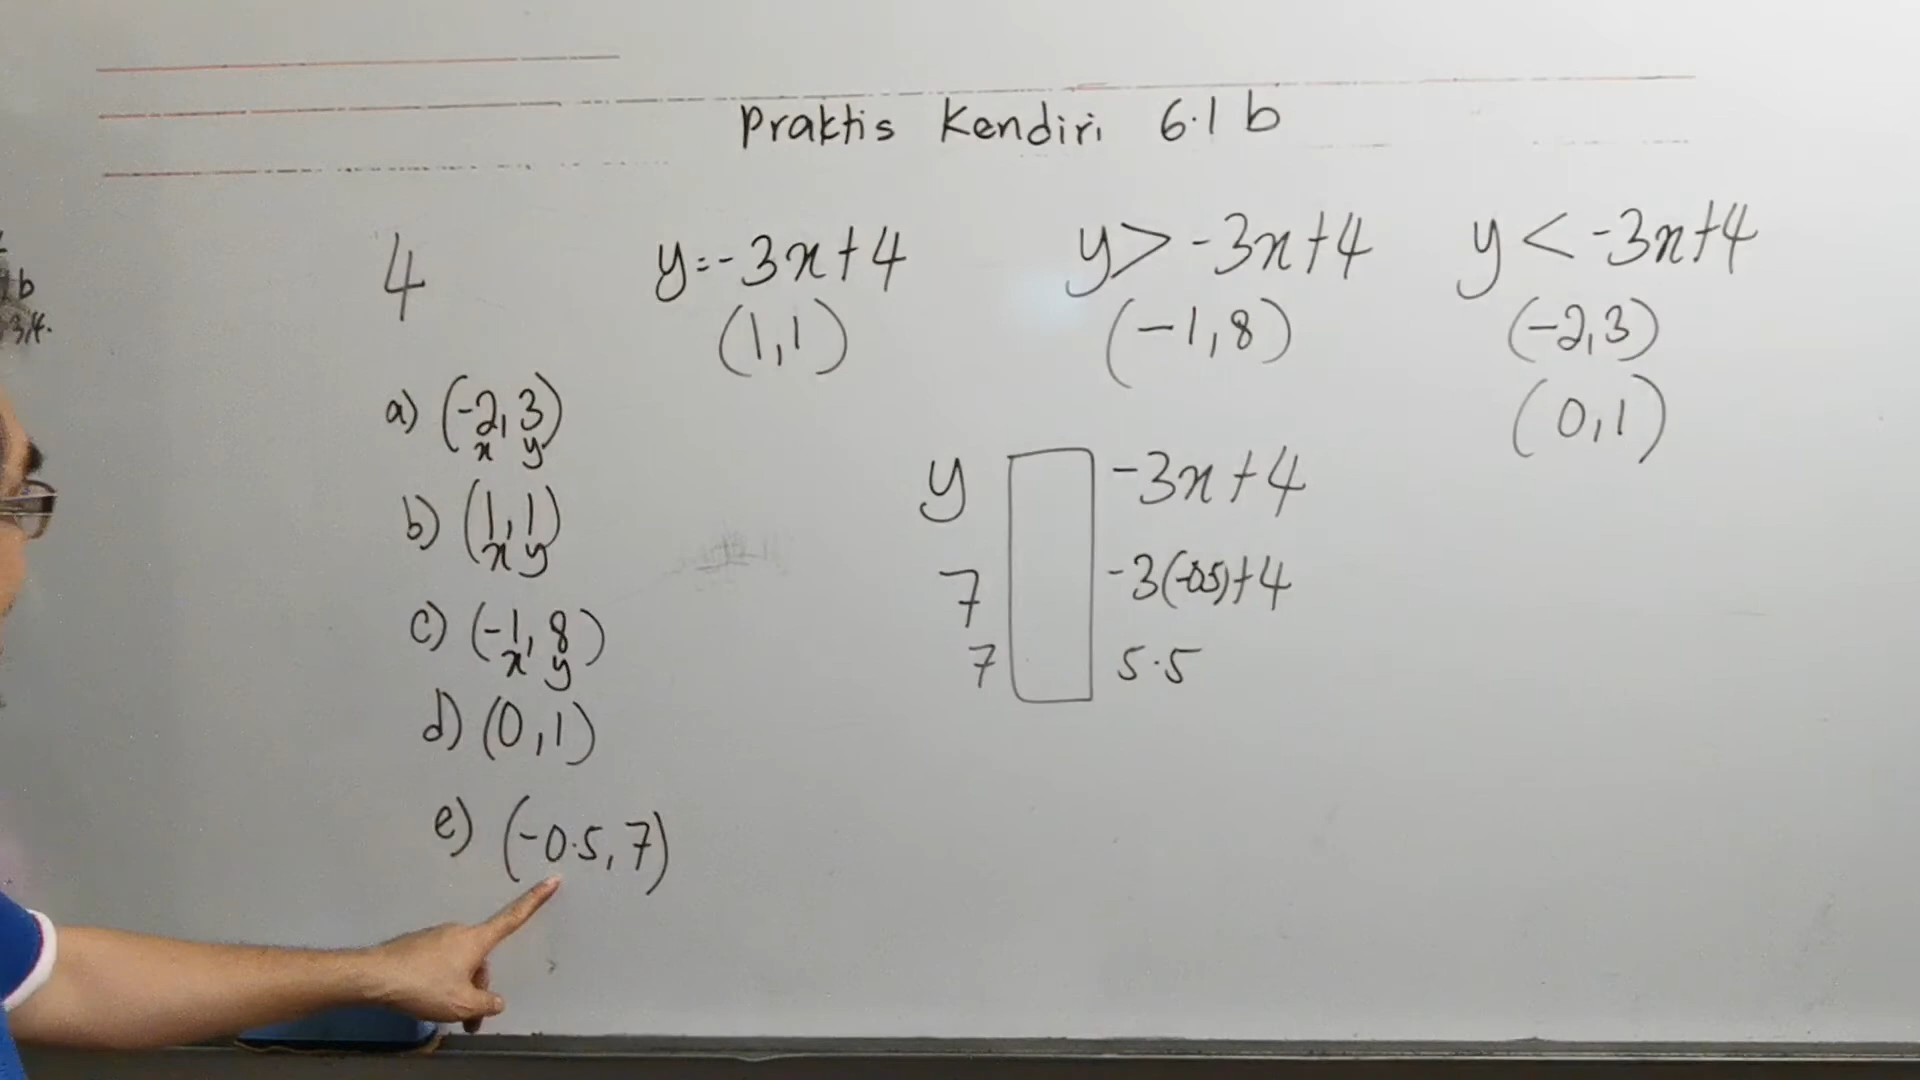 Praktis Kendiri 6.1 b
4
y=-3x+4
y>-3x+4
y<-3x+4
(1,1)
(-1,8)
(-2,3)
(0,1)
a) (-2,3)
x y
b) (1,1)
x y
c) (-1,8)
x y
d) (0,1)
e) (-0.5,7)
y -3x+4
7 -3(-0.5)+4
7 5.5
b
3,4.